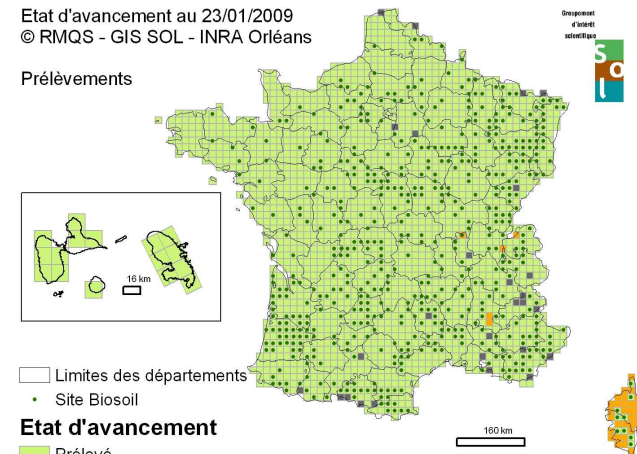 Etat d'avancement au 23/01/2009
© RMQS - GIS SOL - INRA Orléans
Prélèvements
Groupement
d'intérêt
scientifique
S
o
l
16 km
Limites des départements
Site Biosoil
Etat d'avancement
160 km
Prélevé